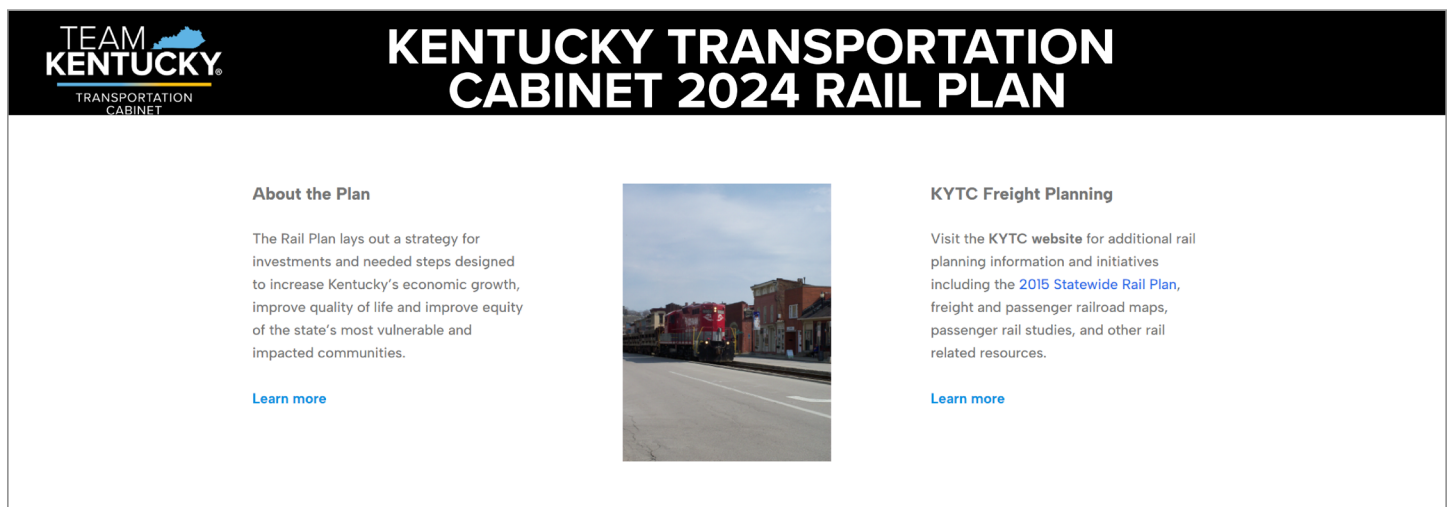 TEAM
KENTUCKY®
TRANSPORTATION
CABINET
KENTUCKY TRANSPORTATION
CABINET 2024 RAIL PLAN
About the Plan
The Rail Plan lays out a strategy for
investments and needed steps designed
to increase Kentucky’s economic growth,
improve quality of life and improve equity
of the state’s most vulnerable and
impacted communities.
Learn more
KYTC Freight Planning
Visit the KYTC website for additional rail
planning information and initiatives
including the 2015 Statewide Rail Plan,
freight and passenger railroad maps,
passenger rail studies, and other rail
related resources.
Learn more